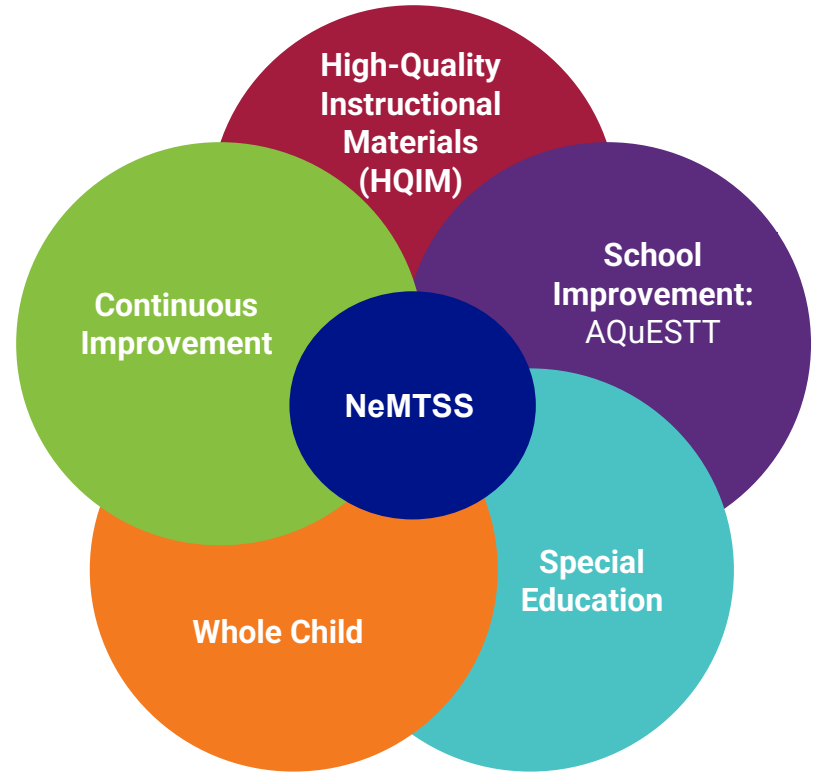 High-Quality
Instructional
Materials
(HQIM)
School
Improvement:
AQuESTT
Continuous
Improvement
NeMTSS
Special
Education
Whole Child